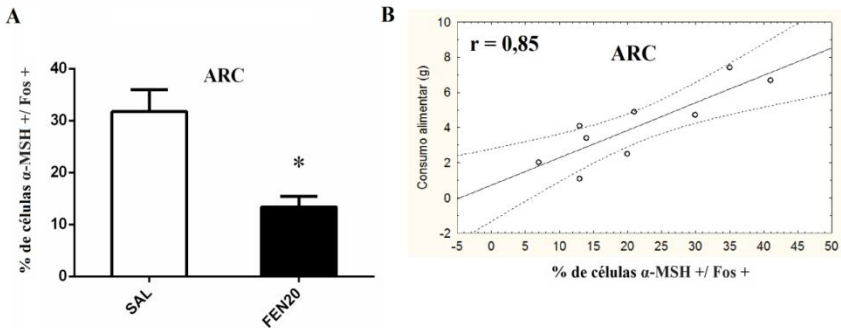 A
ARC
% de células α-MSH +/ Fos +
40
30
20
10
0
*
SAL
FEN20
B
r = 0,85
ARC
Consumo alimentar (g)
10
8
6
4
2
0
-2
-5 0 5 10 15 20 25 30 35 40 45 50
% de células α-MSH +/ Fos +